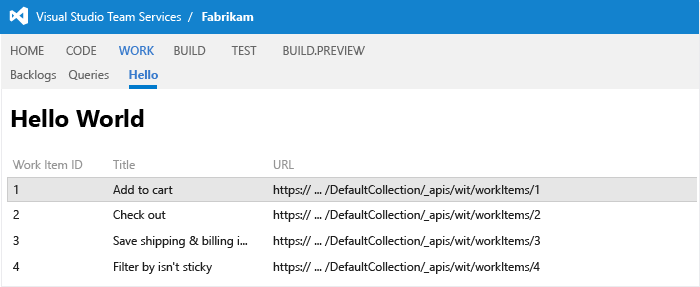 Visual Studio Team Services / Fabrikam
HOME CODE WORK BUILD TEST BUILD.PREVIEW
Backlogs Queries Hello
Hello World
Work Item ID Title URL
1 Add to cart https:// ... /DefaultCollection/_apis/wit/workItems/1
2 Check out https:// ... /DefaultCollection/_apis/wit/workItems/2
3 Save shipping & billing i... https:// ... /DefaultCollection/_apis/wit/workItems/3
4 Filter by isn't sticky https:// ... /DefaultCollection/_apis/wit/workItems/4